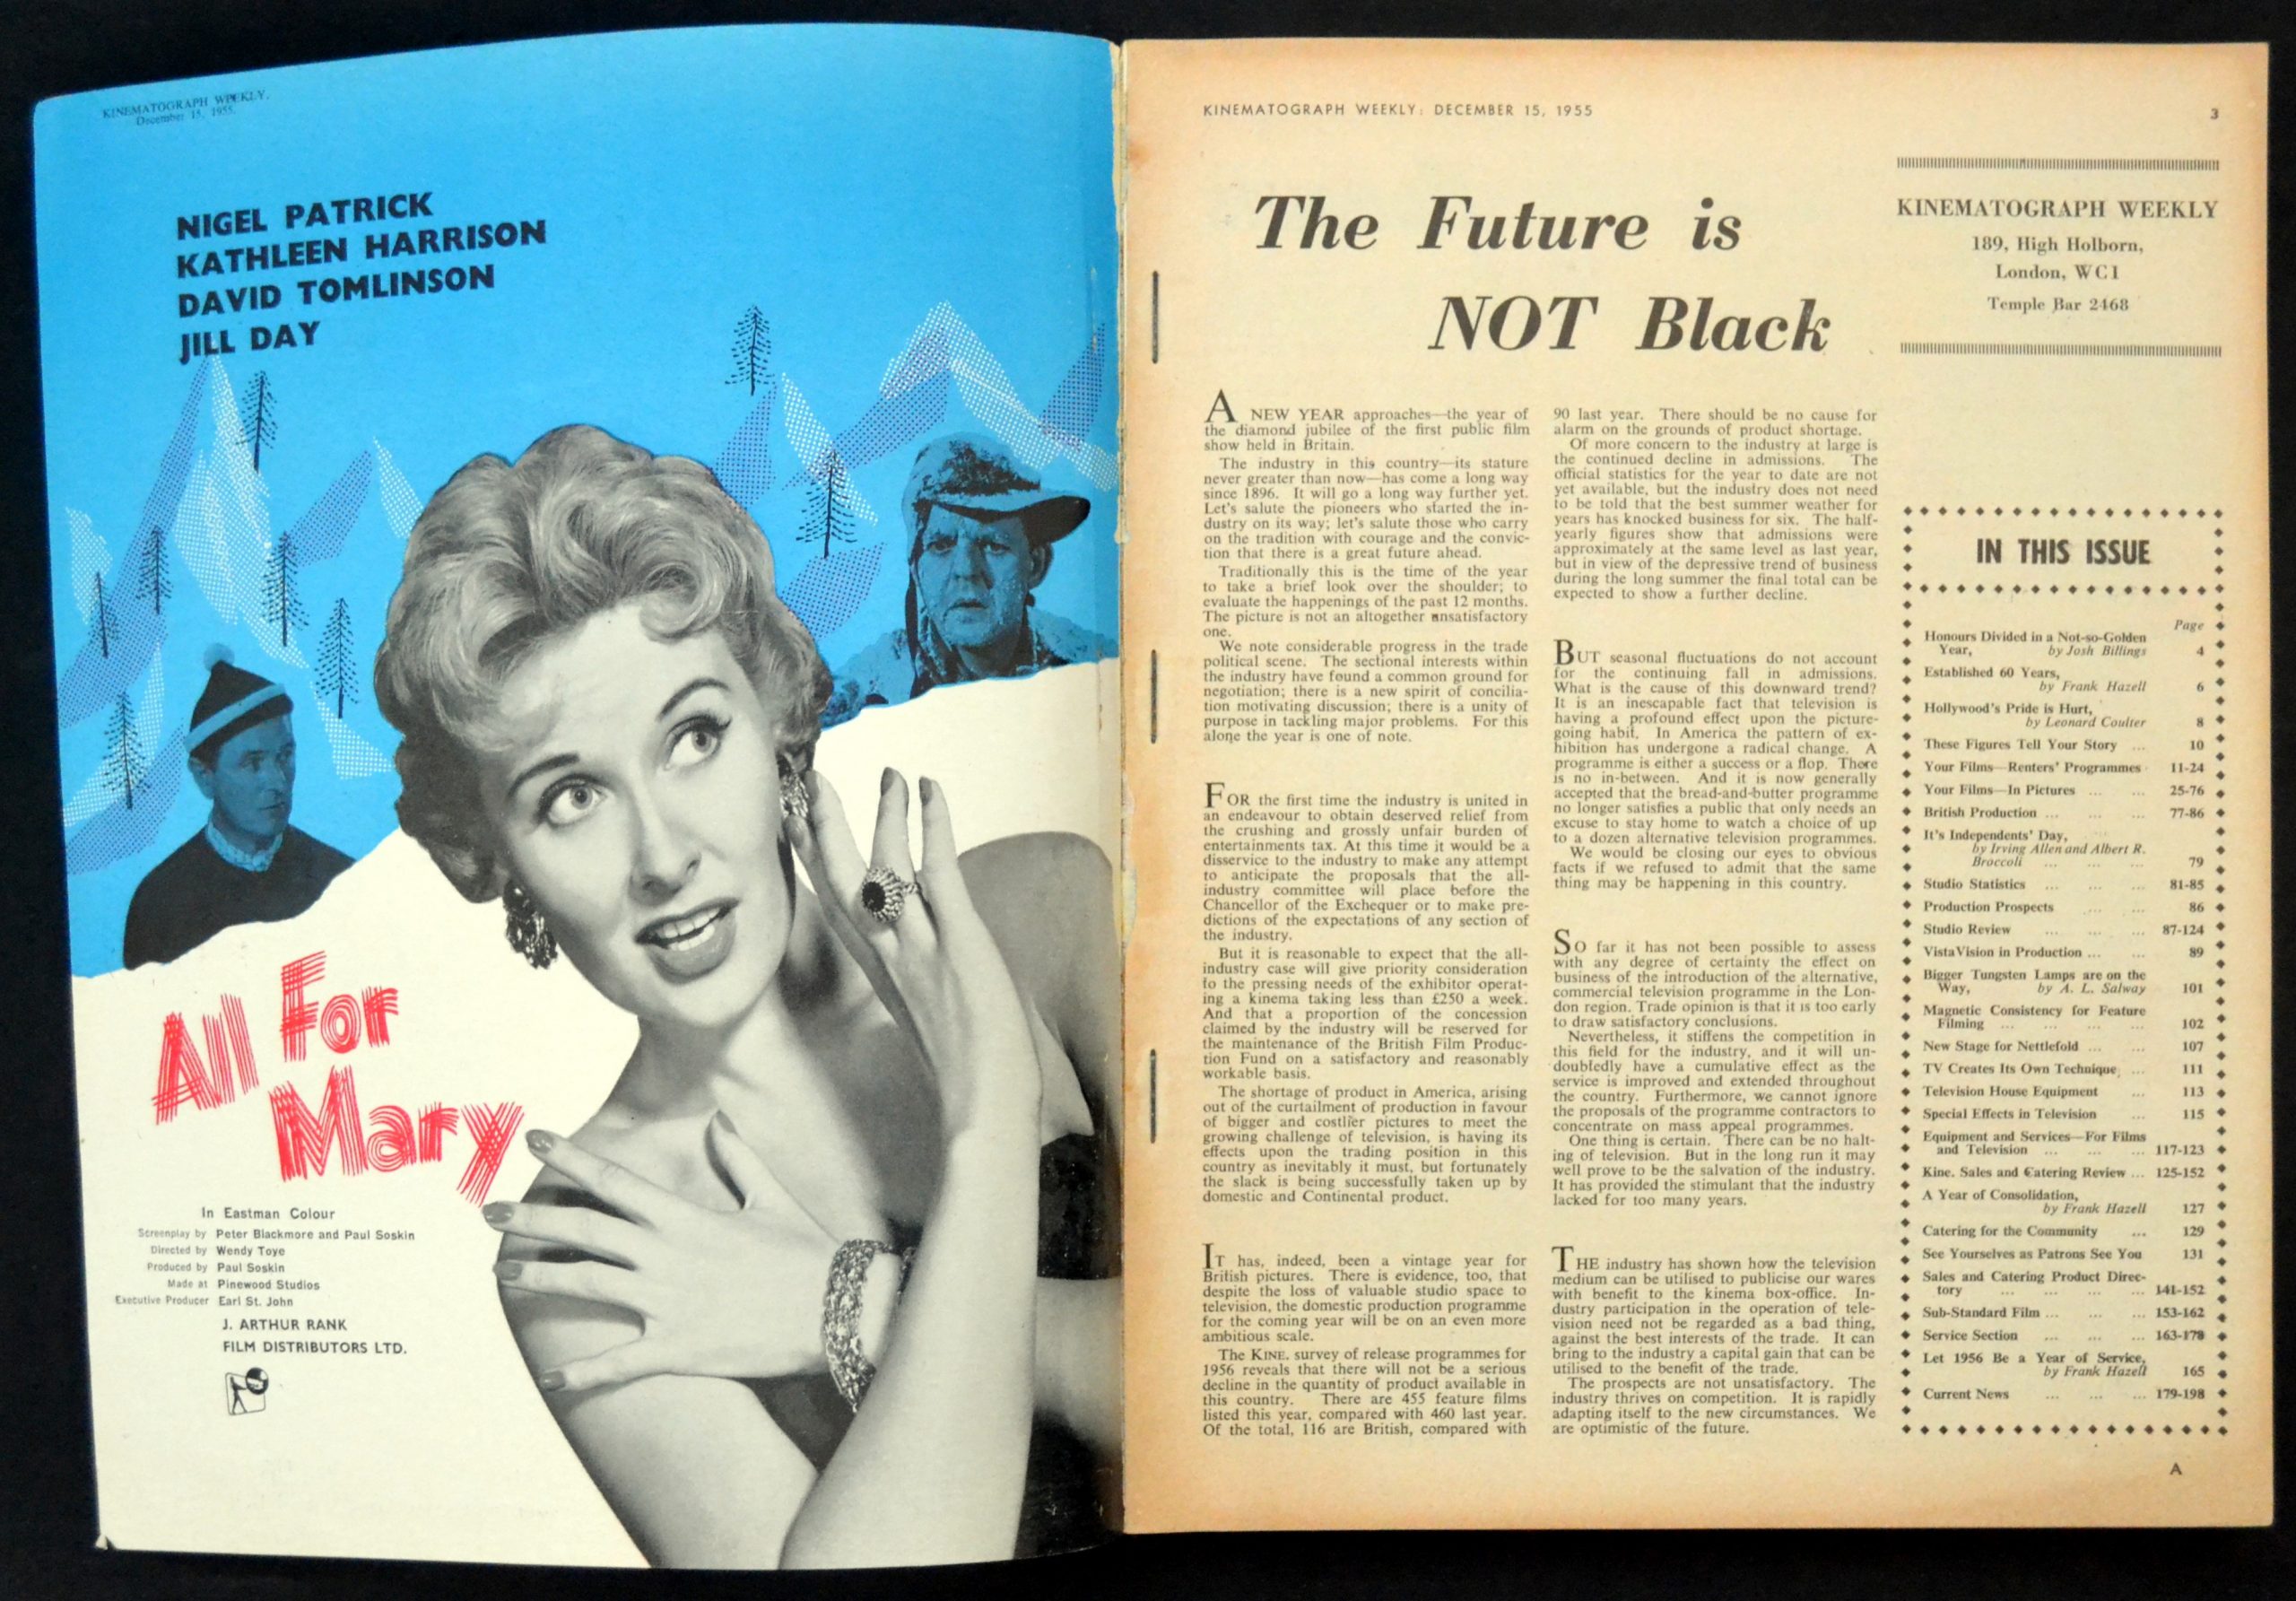 KINEMATOGRAPH WEEKLY.
December 15, 1955.
NIGEL PATRICK
KATHLEEN HARRISON
DAVID TOMLINSON
JILL DAY
All For
Mary
In Eastman Colour
Screenplay by Peter Blackmore and Paul Soskin
Directed by Wendy Toye
Produced by Paul Soskin
Made at Pinewood Studios
Executive Producer Earl St. John
J. ARTHUR RANK
FILM DISTRIBUTORS LTD.
KINEMATOGRAPH WEEKLY: DECEMBER 15, 1955
3
The Future is
NOT Black
A NEW YEAR approaches—the year of
the diamond jubilee of the first public film
show held in Britain.
The industry in this country—its stature
never greater than now—has come a long way
since 1896. It will go a long way further yet.
Let's salute the pioneers who started the in-
dustry on its way; let's salute those who carry
on the tradition with courage and the convic-
tion that there is a great future ahead.
Traditionally this is the time of the year
to take a brief look over the shoulder; to
evaluate the happenings of the past 12 months.
The picture is not an altogether unsatisfactory
one.
We note considerable progress in the trade
political scene. The sectional interests within
the industry have found a common ground for
negotiation; there is a new spirit of concilia-
tion motivating discussion; there is a unity of
purpose in tackling major problems. For this
alone the year is one of note.
FOR the first time the industry is united in
an endeavour to obtain deserved relief from
the crushing and grossly unfair burden of
entertainments tax. At this time it would be a
disservice to the industry to make any attempt
to anticipate the proposals that the all-
industry committee will place before the
Chancellor of the Exchequer or to make pre-
dictions of the expectations of any section of
the industry.
But it is reasonable to expect that the all-
industry case will give priority consideration
to the pressing needs of the exhibitor operat-
ing a kinema taking less than £250 a week.
And that a proportion of the concession
claimed by the industry will be reserved for
the maintenance of the British Film Produc-
tion Fund on a satisfactory and reasonably
workable basis.
The shortage of product in America, arising
out of the curtailment of production in favour
of bigger and costlier pictures to meet the
growing challenge of television, is having its
effects upon the trading position in this
country as inevitably it must, but fortunately
the slack is being successfully taken up by
domestic and Continental product.
IT has, indeed, been a vintage year for
British pictures. There is evidence, too, that
despite the loss of valuable studio space to
television, the domestic production programme
for the coming year will be on an even more
ambitious scale.
The KINE. survey of release programmes for
1956 reveals that there will not be a serious
decline in the quantity of product available in
this country. There are 455 feature films
listed this year, compared with 460 last year.
Of the total, 116 are British, compared with
90 last year. There should be no cause for
alarm on the grounds of product shortage.
Of more concern to the industry at large is
the continued decline in admissions. The
official statistics for the year to date are not
yet available, but the industry does not need
to be told that the best summer weather for
years has knocked business for six. The half-
yearly figures show that admissions were
approximately at the same level as last year,
but in view of the depressive trend of business
during the long summer the final total can be
expected to show a further decline.
BUT seasonal fluctuations do not account
for the continuing fall in admissions.
What is the cause of this downward trend?
It is an inescapable fact that television is
having a profound effect upon the picture-
going habit. In America the pattern of ex-
hibition has undergone a radical change. A
programme is either a success or a flop. There
is no in-between. And it is now generally
accepted that the bread-and-butter programme
no longer satisfies a public that only needs an
excuse to stay home to watch a choice of up
to a dozen alternative television programmes.
We would be closing our eyes to obvious
facts if we refused to admit that the same
thing may be happening in this country.
SO far it has not been possible to assess
with any degree of certainty the effect on
business of the introduction of the alternative,
commercial television programme in the Lon-
don region. Trade opinion is that it is too early
to draw satisfactory conclusions.
Nevertheless, it stiffens the competition in
this field for the industry, and it will un-
doubtedly have a cumulative effect as the
service is improved and extended throughout
the country. Furthermore, we cannot ignore
the proposals of the programme contractors to
concentrate on mass appeal programmes.
One thing is certain. There can be no halt-
ing of television. But in the long run it may
well prove to be the salvation of the industry.
It has provided the stimulant that the industry
lacked for too many years.
THE industry has shown how the television
medium can be utilised to publicise our wares
with benefit to the kinema box-office. In-
dustry participation in the operation of tele-
vision need not be regarded as a bad thing,
against the best interests of the trade. It can
bring to the industry a capital gain that can be
utilised to the benefit of the trade.
The prospects are not unsatisfactory. The
industry thrives on competition. It is rapidly
adapting itself to the new circumstances. We
are optimistic of the future.
KINEMATOGRAPH WEEKLY
189, High Holborn,
London, WC1
Temple Bar 2468
IN THIS ISSUE
Page
Honours Divided in a Not-so-Golden
Year, by Josh Billings 4
Established 60 Years,
by Frank Hazell 6
Hollywood's Pride is Hurt,
by Leonard Coulter 8
These Figures Tell Your Story ... 10
Your Films—Renters' Programmes 11-24
Your Films—In Pictures ... ... 25-76
British Production ... ... ... 77-86
It's Independents' Day,
by Irving Allen and Albert R.
Broccoli ... ... ... 79
Studio Statistics ... ... ... 81-85
Production Prospects ... ... 86
Studio Review ... ... ... 87-124
VistaVision in Production ... ... 89
Bigger Tungsten Lamps are on the
Way, by A. L. Salway 101
Magnetic Consistency for Feature
Filming ... ... ... ... 102
New Stage for Nettlefold ... ... 107
TV Creates Its Own Technique ... 111
Television House Equipment ... 113
Special Effects in Television ... 115
Equipment and Services—For Films
and Television ... ... ... 117-123
Kine. Sales and Catering Review ... 125-152
A Year of Consolidation,
by Frank Hazell 127
Catering for the Community ... 129
See Yourselves as Patrons See You 131
Sales and Catering Product Direc-
tory ... ... ... ... 141-152
Sub-Standard Film ... ... ... 153-162
Service Section ... ... ... 163-178
Let 1956 Be a Year of Service,
by Frank Hazell 165
Current News ... ... ... 179-198
A